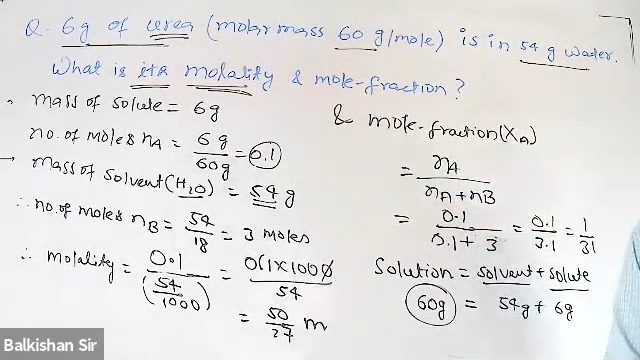 Q. 6g of urea (molar mass 60 g/mole) is in 54 g water.
What is its molality & mole-fraction?
mass of solute = 6g
no. of moles nA = 6g/60g = 0.1
→ mass of solvent (H2O) = 54 g
∴ no. of moles nB = 54/18 = 3 moles
∴ molality = 0.1/(54/1000) = 0.1×1000/54
= 50/27 m
& mole-fraction (XA)
= nA/nA+nB
= 0.1/0.1+3 = 0.1/3.1 = 1/31
Solution = solvent + solute
60g = 54g + 6g
Balkishan Sir